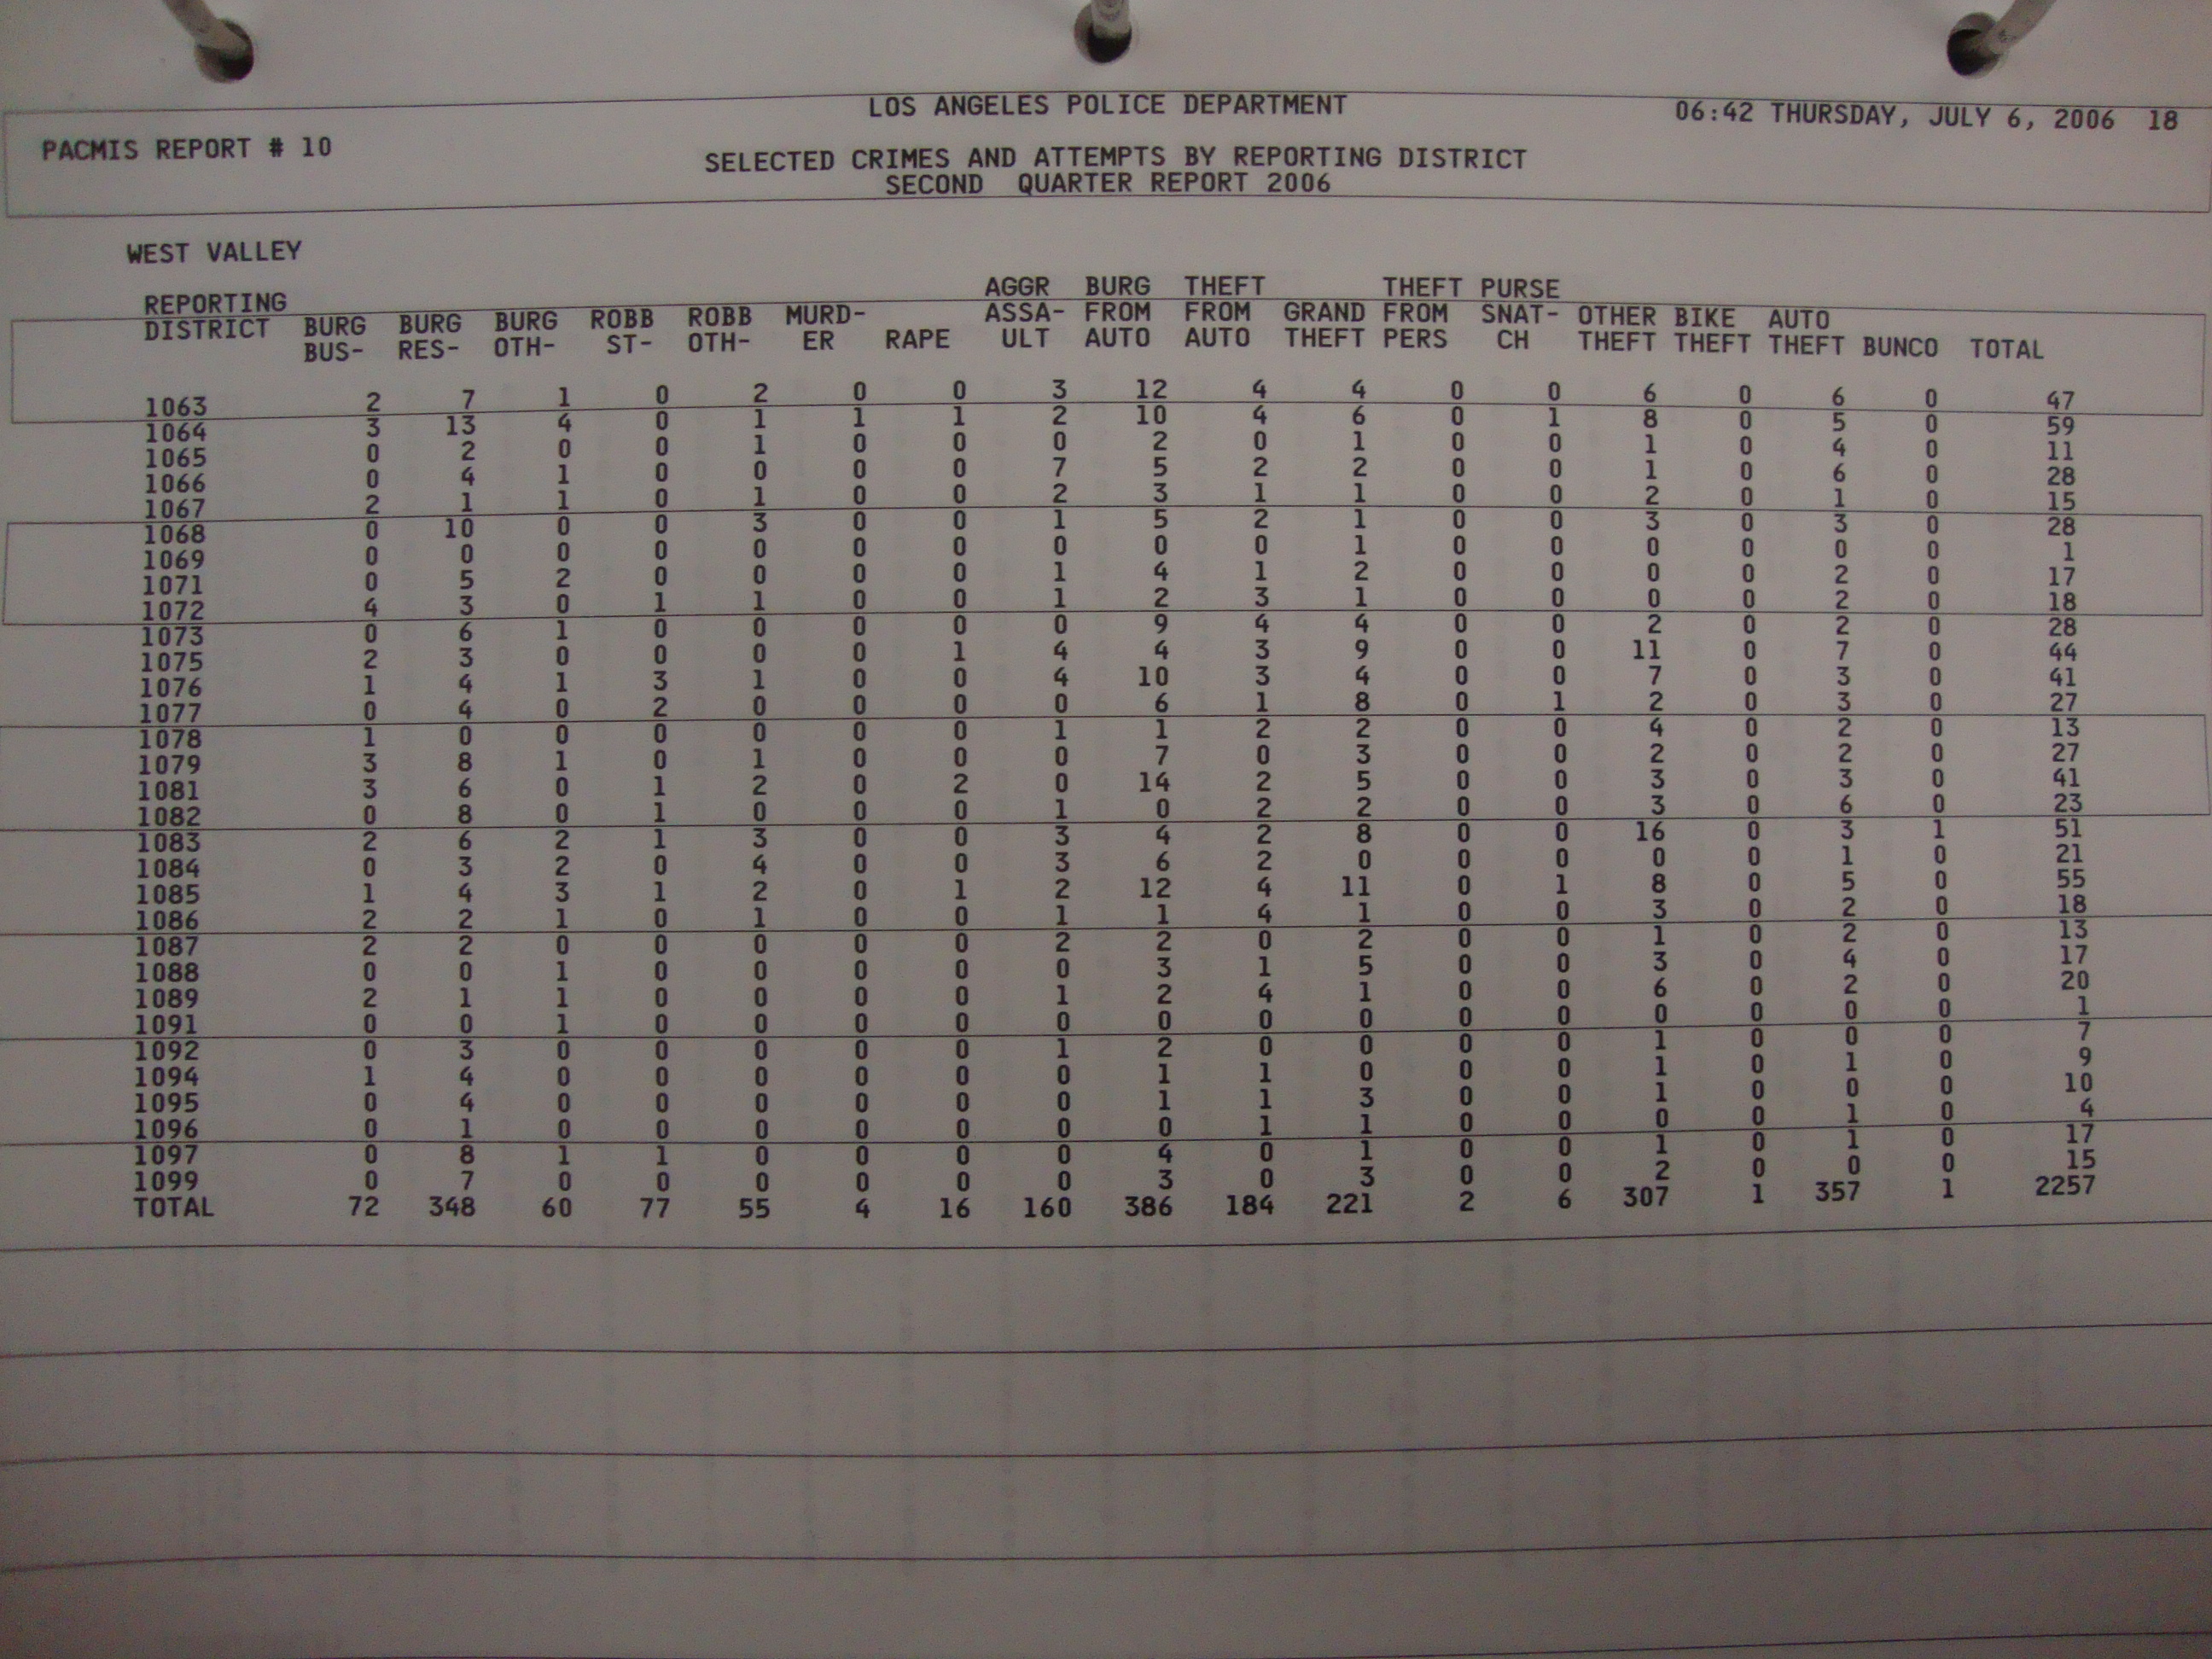 LOS ANGELES POLICE DEPARTMENT 06:42 THURSDAY, JULY 6, 2006 18
PACMIS REPORT # 10
SELECTED CRIMES AND ATTEMPTS BY REPORTING DISTRICT
SECOND QUARTER REPORT 2006
WEST VALLEY
AGGR BURG THEFT THEFT PURSE
REPORTING BURG BURG BURG ROBB ROBB MURD- ASSA- FROM FROM GRAND FROM SNAT- OTHER BIKE AUTO
DISTRICT BUS- RES- OTH- ST- OTH- ER RAPE ULT AUTO AUTO THEFT PERS CH THEFT THEFT THEFT BUNCO TOTAL
1063 2 7 1 0 2 0 0 3 12 4 4 0 0 6 0 6 0 47
1064 3 13 4 0 1 1 1 2 10 4 6 0 1 8 0 5 0 59
1065 0 2 0 0 1 0 0 0 2 0 1 0 0 1 0 4 0 11
1066 0 4 1 0 0 0 0 7 5 2 2 0 0 1 0 6 0 28
1067 2 1 1 0 1 0 0 2 3 1 1 0 0 2 0 1 0 15
1068 0 10 0 0 3 0 0 1 5 2 1 0 0 3 0 3 0 28
1069 0 0 0 0 0 0 0 0 0 0 1 0 0 0 0 0 0 1
1071 0 5 2 0 0 0 0 1 4 1 2 0 0 0 0 2 0 17
1072 4 3 0 1 1 0 0 1 2 3 1 0 0 0 0 2 0 18
1073 0 6 1 0 0 0 0 0 9 4 4 0 0 2 0 2 0 28
1075 2 3 0 0 0 0 1 4 4 3 9 0 0 11 0 7 0 44
1076 1 4 1 3 1 0 0 4 10 3 4 0 0 7 0 3 0 41
1077 0 4 0 2 0 0 0 0 6 1 8 0 1 2 0 3 0 27
1078 1 0 0 0 0 0 0 1 1 2 2 0 0 4 0 2 0 13
1079 3 8 1 0 1 0 0 0 7 0 3 0 0 2 0 2 0 27
1081 3 6 0 1 2 0 2 0 14 2 5 0 0 3 0 3 0 41
1082 0 8 0 1 0 0 0 1 0 2 2 0 0 3 0 6 0 23
1083 2 6 2 1 3 0 0 3 4 2 8 0 0 16 0 3 1 51
1084 0 3 2 0 4 0 0 3 6 2 0 0 0 0 0 1 0 21
1085 1 4 3 1 2 0 1 2 12 4 11 0 1 8 0 5 0 55
1086 2 2 1 0 1 0 0 1 1 4 1 0 0 3 0 2 0 18
1087 2 2 0 0 0 0 0 2 2 0 2 0 0 1 0 2 0 13
1088 0 0 1 0 0 0 0 0 3 1 5 0 0 3 0 4 0 17
1089 2 1 1 0 0 0 0 1 2 4 1 0 0 6 0 2 0 20
1091 0 0 1 0 0 0 0 0 0 0 0 0 0 0 0 0 0 1
1092 0 3 0 0 0 0 0 1 2 0 0 0 0 1 0 0 0 7
1094 1 4 0 0 0 0 0 0 1 1 0 0 0 1 0 1 0 9
1095 0 4 0 0 0 0 0 0 1 1 3 0 0 1 0 0 0 10
1096 0 1 0 0 0 0 0 0 0 1 1 0 0 0 0 1 0 4
1097 0 8 1 1 0 0 0 0 4 0 1 0 0 1 0 1 0 17
1099 0 7 0 0 0 0 0 0 3 0 3 0 0 2 0 0 0 15
TOTAL 72 348 60 77 55 4 16 160 386 184 221 2 6 307 1 357 1 2257